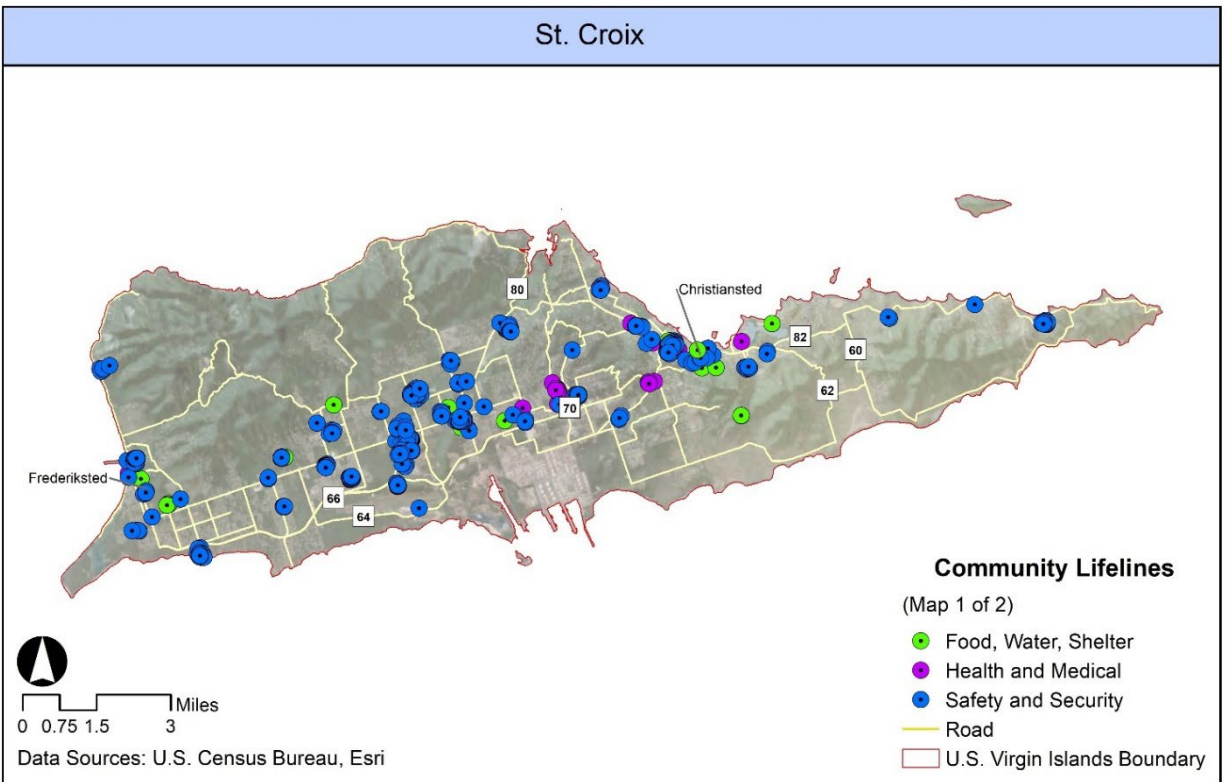 St. Croix
80
Christiansted
82
60
62
70
Frederiksted
66
64
Community Lifelines
(Map 1 of 2)
Food, Water, Shelter
Health and Medical
Safety and Security
Road
U.S. Virgin Islands Boundary
Miles
0 0.75 1.5 3
Data Sources: U.S. Census Bureau, Esri